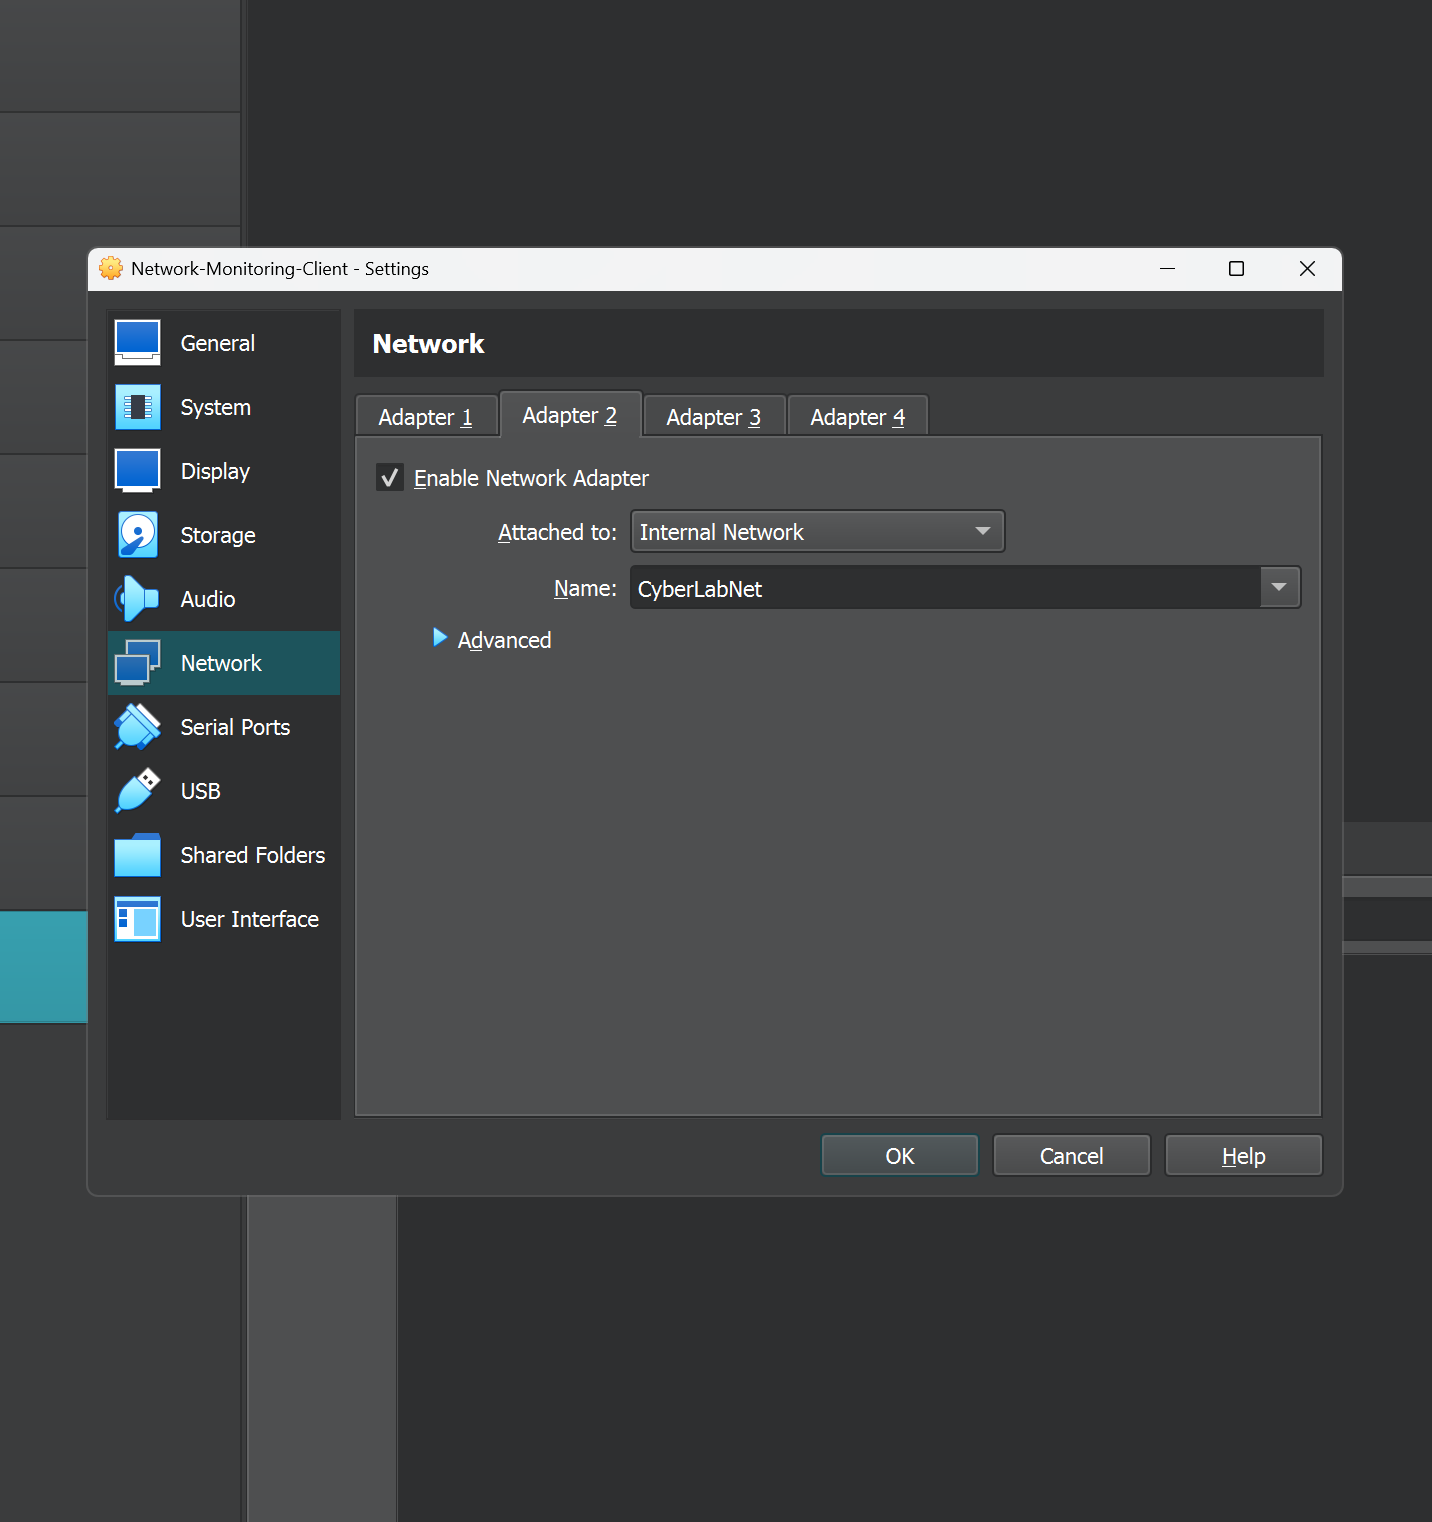 Network-Monitoring-Client - Settings
General
System
Display
Storage
Audio
Network
Serial Ports
USB
Shared Folders
User Interface
Network
Adapter 1 Adapter 2 Adapter 3 Adapter 4
Enable Network Adapter
Attached to: Internal Network
Name: CyberLabNet
Advanced
OK Cancel Help